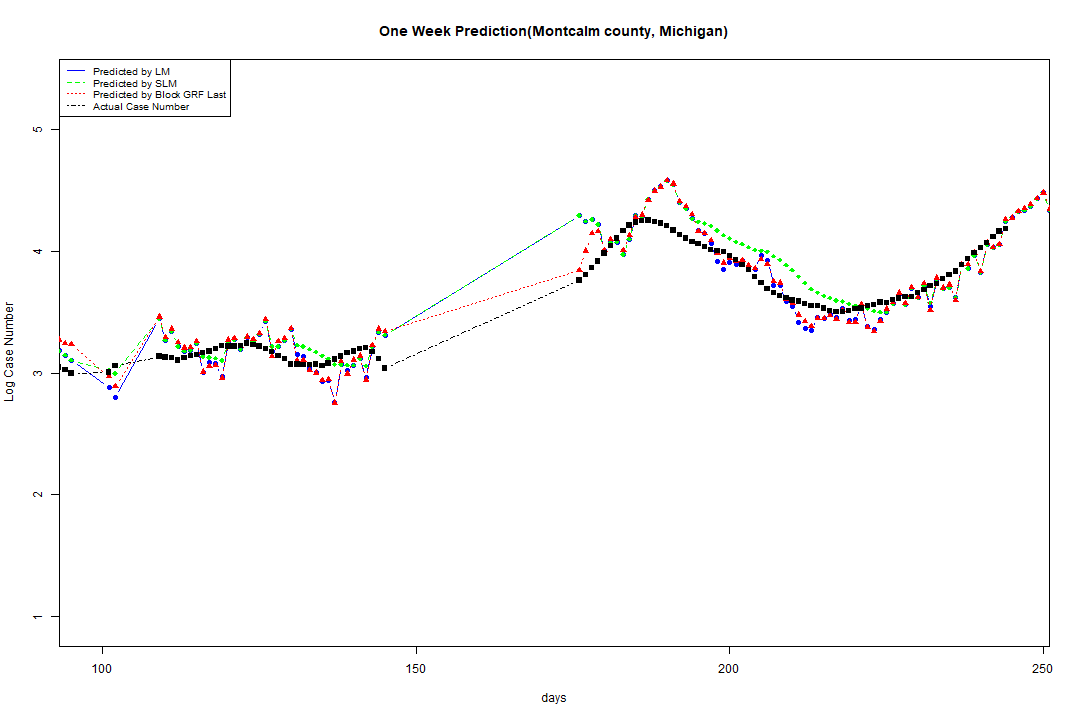 One Week Prediction(Montcalm county, Michigan)
Predicted by LM
Predicted by SLM
Predicted by Block GRF Last
Actual Case Number
5
4
3
2
1
Log Case Number
100 150 200 250
days